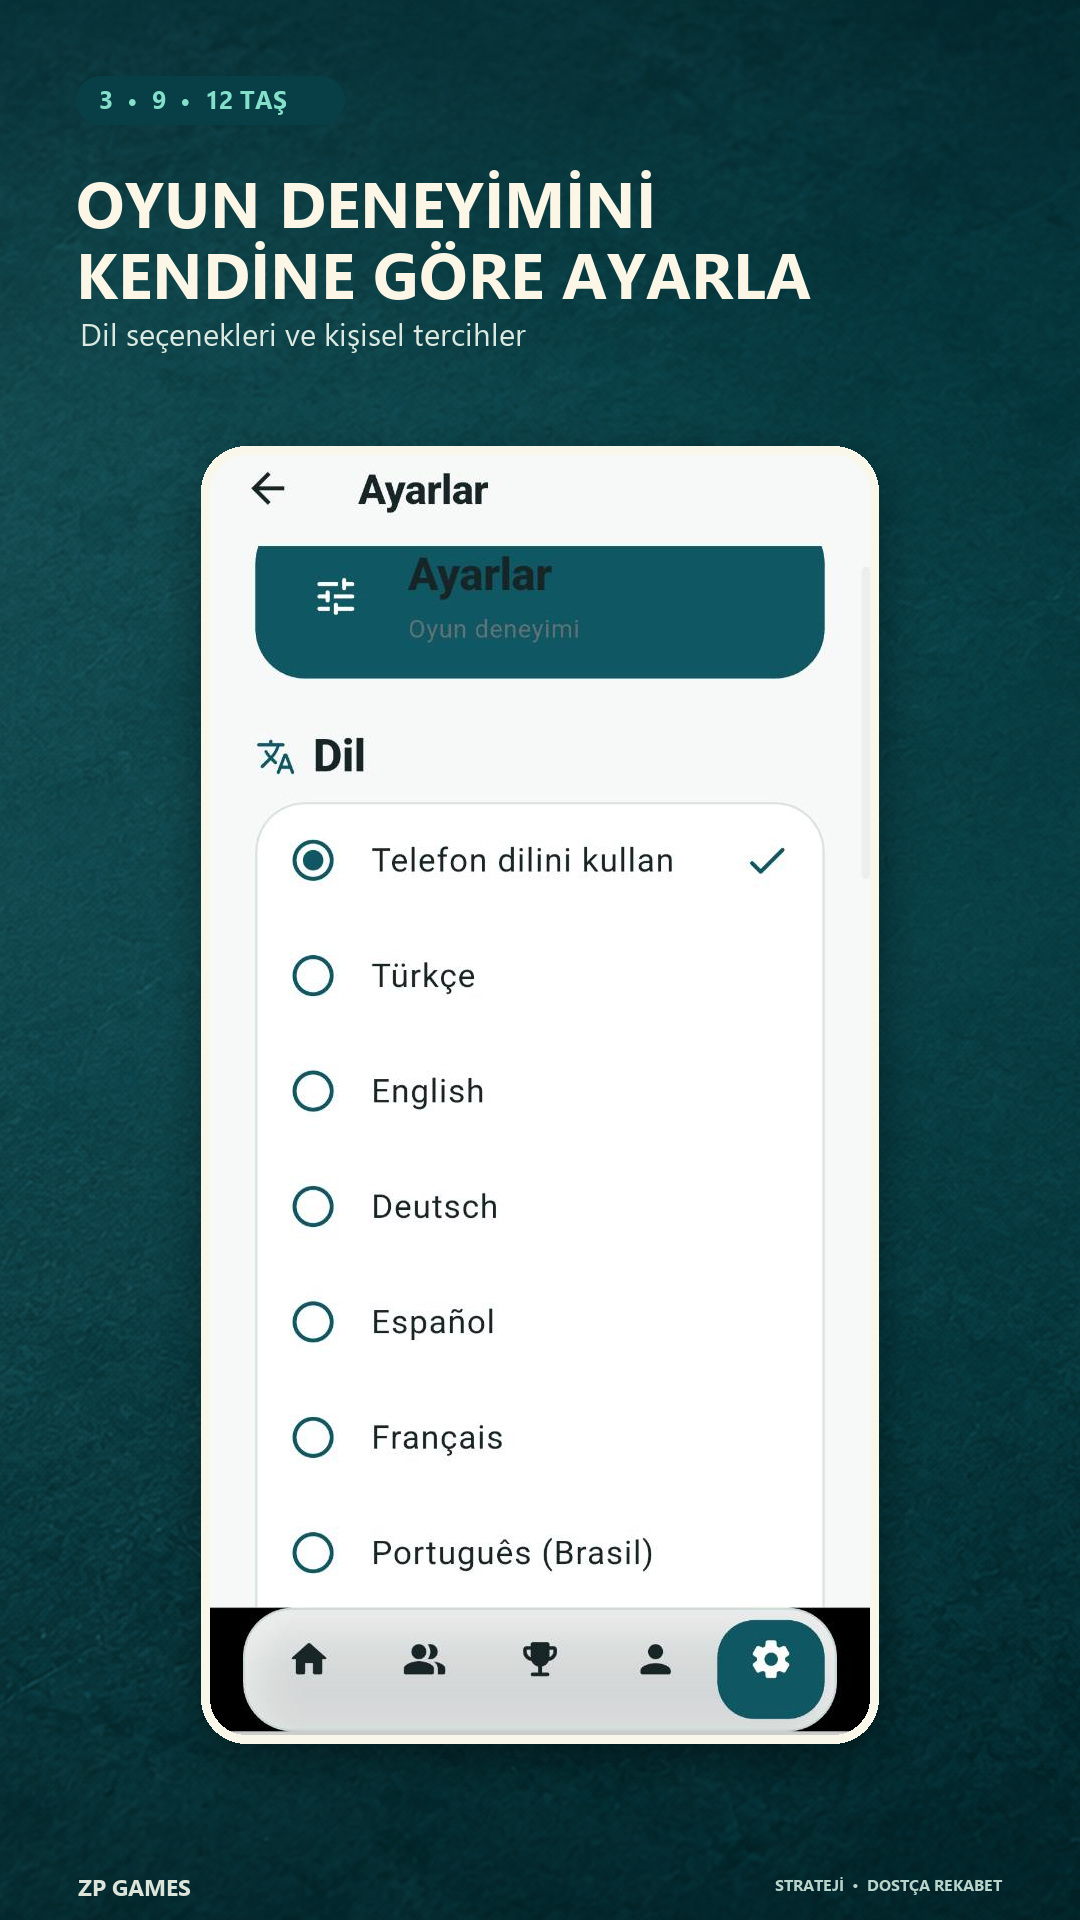 3 • 9 • 12 TAŞ
OYUN DENEYİMİNİ
KENDİNE GÖRE AYARLA
Dil seçenekleri ve kişisel tercihler
Ayarlar
Ayarlar
Oyun deneyimi
Dil
Telefon dilini kullan
Türkçe
English
Deutsch
Español
Français
Português (Brasil)
ZP GAMES
STRATEJİ • DOSTÇA REKABET